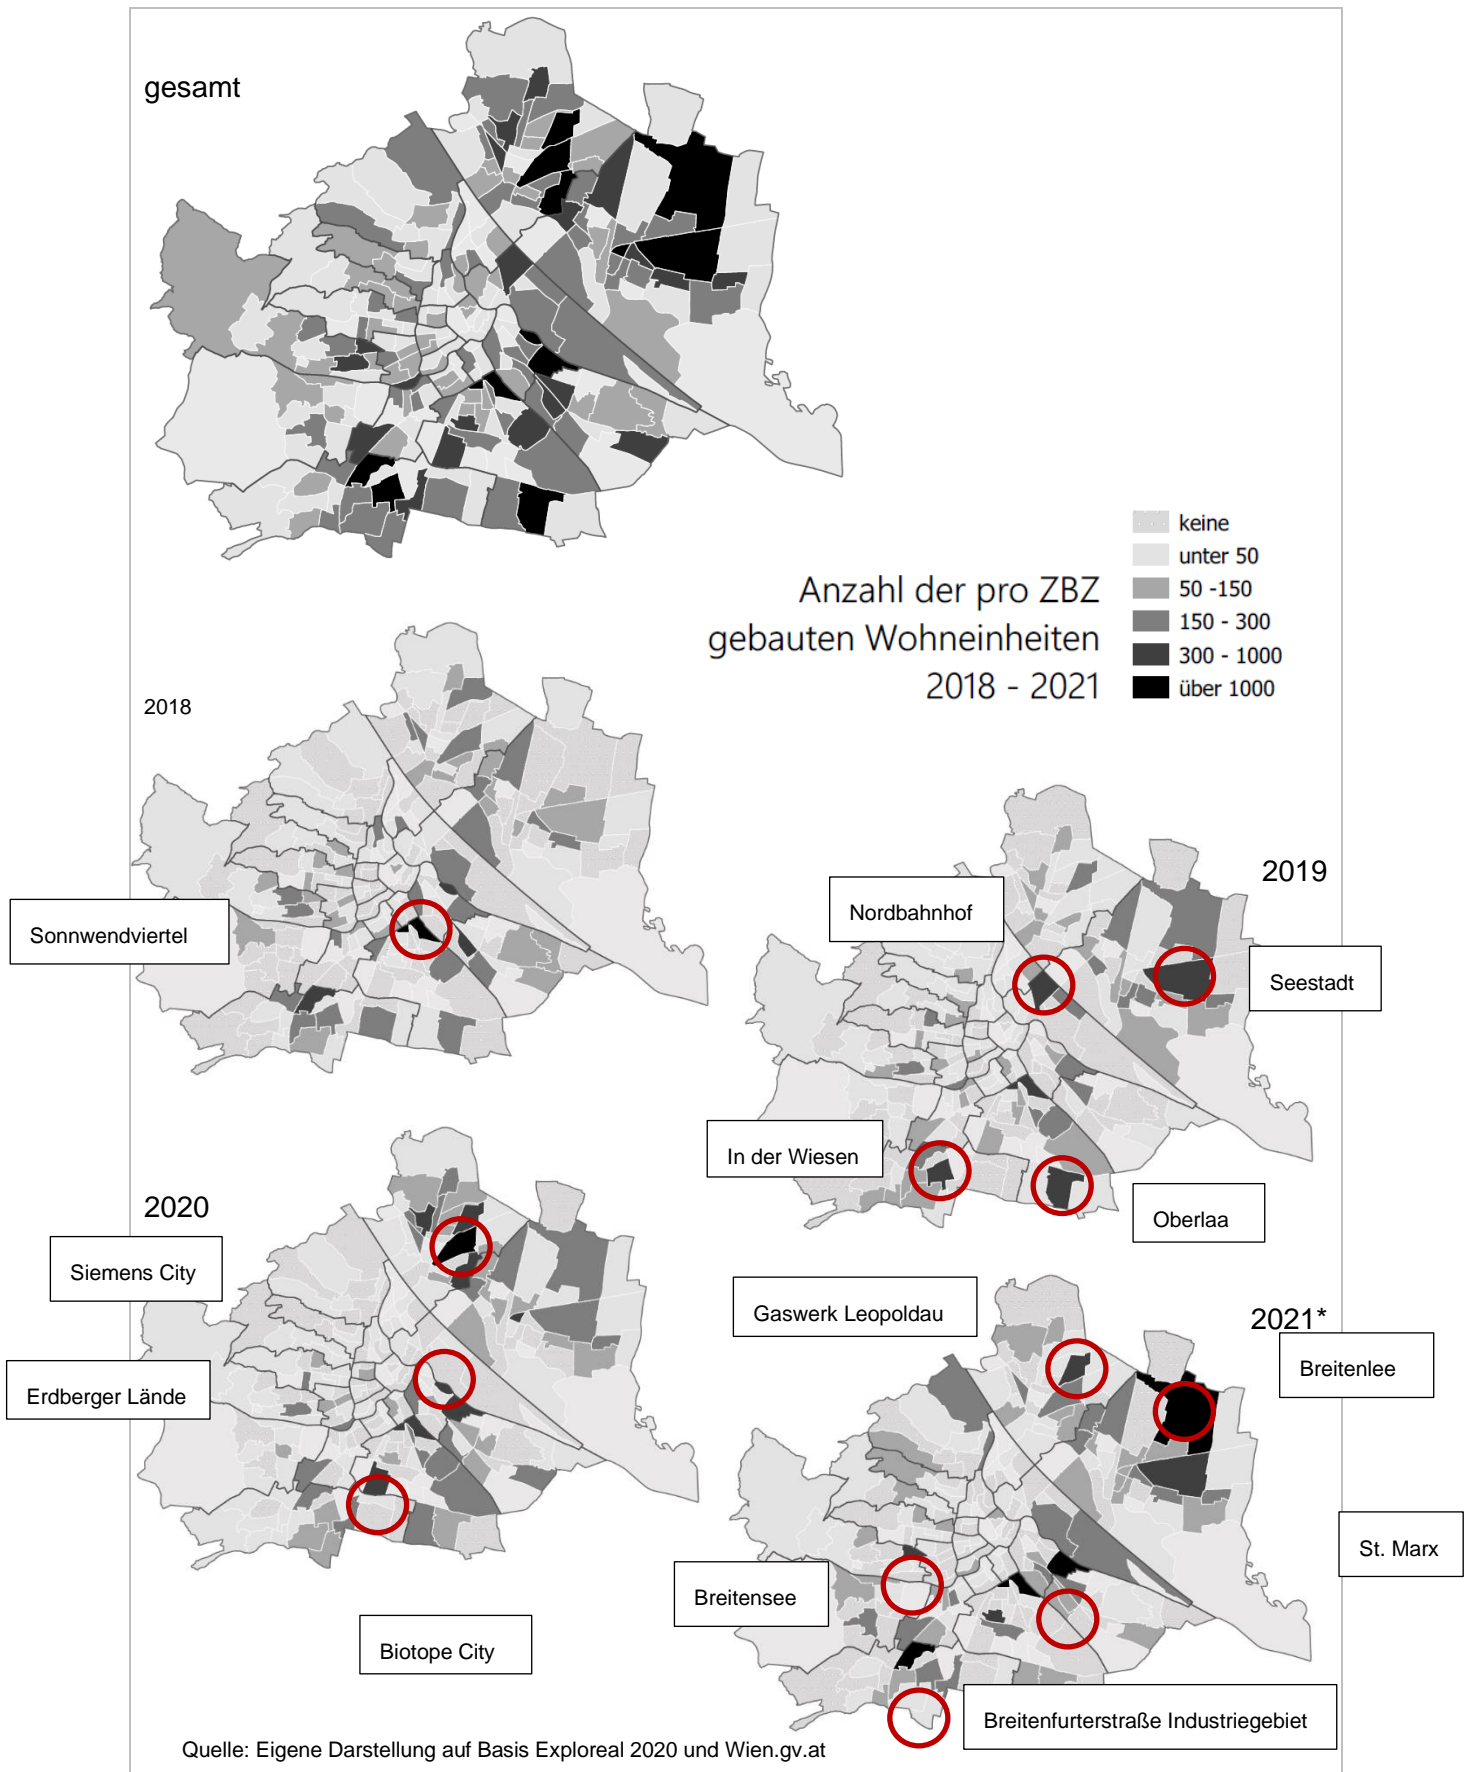 gesamt
keine
unter 50
50 -150
150 - 300
300 - 1000
über 1000
Anzahl der pro ZBZ
gebauten Wohneinheiten
2018 - 2021
2018
Sonnwendviertel
2019
Nordbahnhof
Seestadt
In der Wiesen
Oberlaa
2020
Siemens City
Erdberger Lände
Biotope City
2021*
Gaswerk Leopoldau
Breitenlee
St. Marx
Breitensee
Breitenfurterstraße Industriegebiet
Quelle: Eigene Darstellung auf Basis Exploreal 2020 und Wien.gv.at